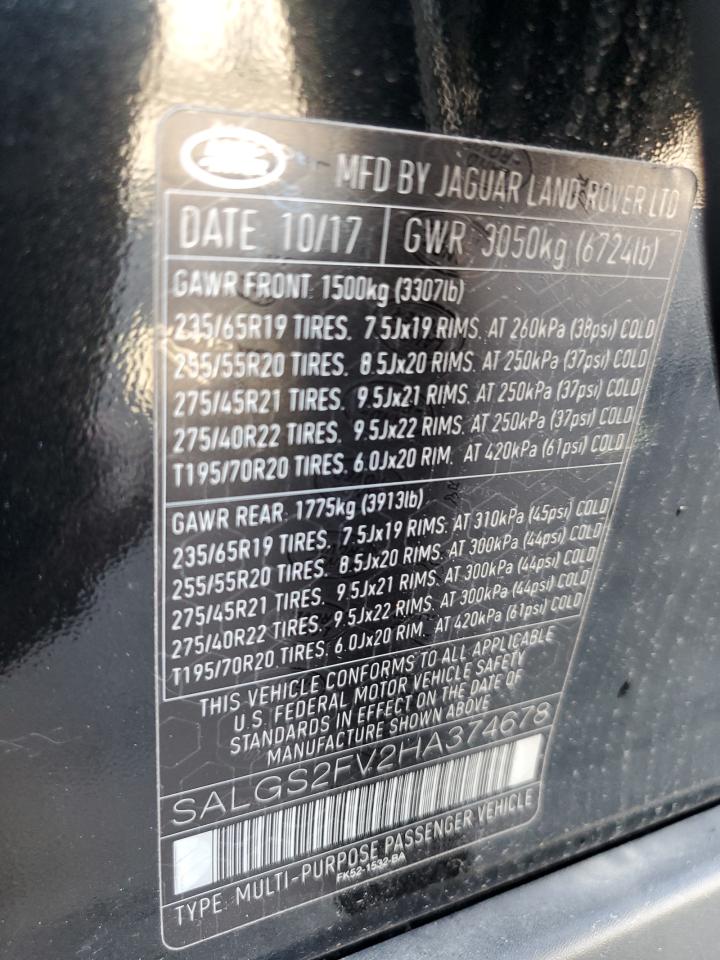 MFD BY JAGUAR LAND ROVER LTD
DATE 10/17 GWR 3050kg (6724lb)
GAWR FRONT 1500kg (3307lb)
235/65R19 TIRES. 7.5Jx19 RIMS. AT 260kPa (38psi) COLD
255/55R20 TIRES. 8.5Jx20 RIMS. AT 250kPa (37psi) COLD
275/45R21 TIRES. 9.5Jx21 RIMS. AT 250kPa (37psi) COLD
275/40R22 TIRES. 9.5Jx22 RIMS. AT 250kPa (37psi) COLD
T195/70R20 TIRES. 6.0Jx20 RIM. AT 420kPa (61psi) COLD
GAWR REAR: 1775kg (3913lb)
235/65R19 TIRES. 7.5Jx19 RIMS. AT 310kPa (45psi) COLD
255/55R20 TIRES. 8.5Jx20 RIMS. AT 300kPa (44psi) COLD
275/45R21 TIRES. 9.5Jx21 RIMS. AT 300kPa (44psi) COLD
275/40R22 TIRES. 9.5Jx22 RIMS. AT 300kPa (44psi) COLD
T195/70R20 TIRES. 6.0Jx20 RIM. AT 420kPa (61psi) COLD
THIS VEHICLE CONFORMS TO ALL APPLICABLE
U.S. FEDERAL MOTOR VEHICLE SAFETY
STANDARDS IN EFFECT ON THE DATE OF
MANUFACTURE SHOWN ABOVE
SALGS2FV2HA374678
TYPE: MULTI-PURPOSE PASSENGER VEHICLE
FK52-1532-BA